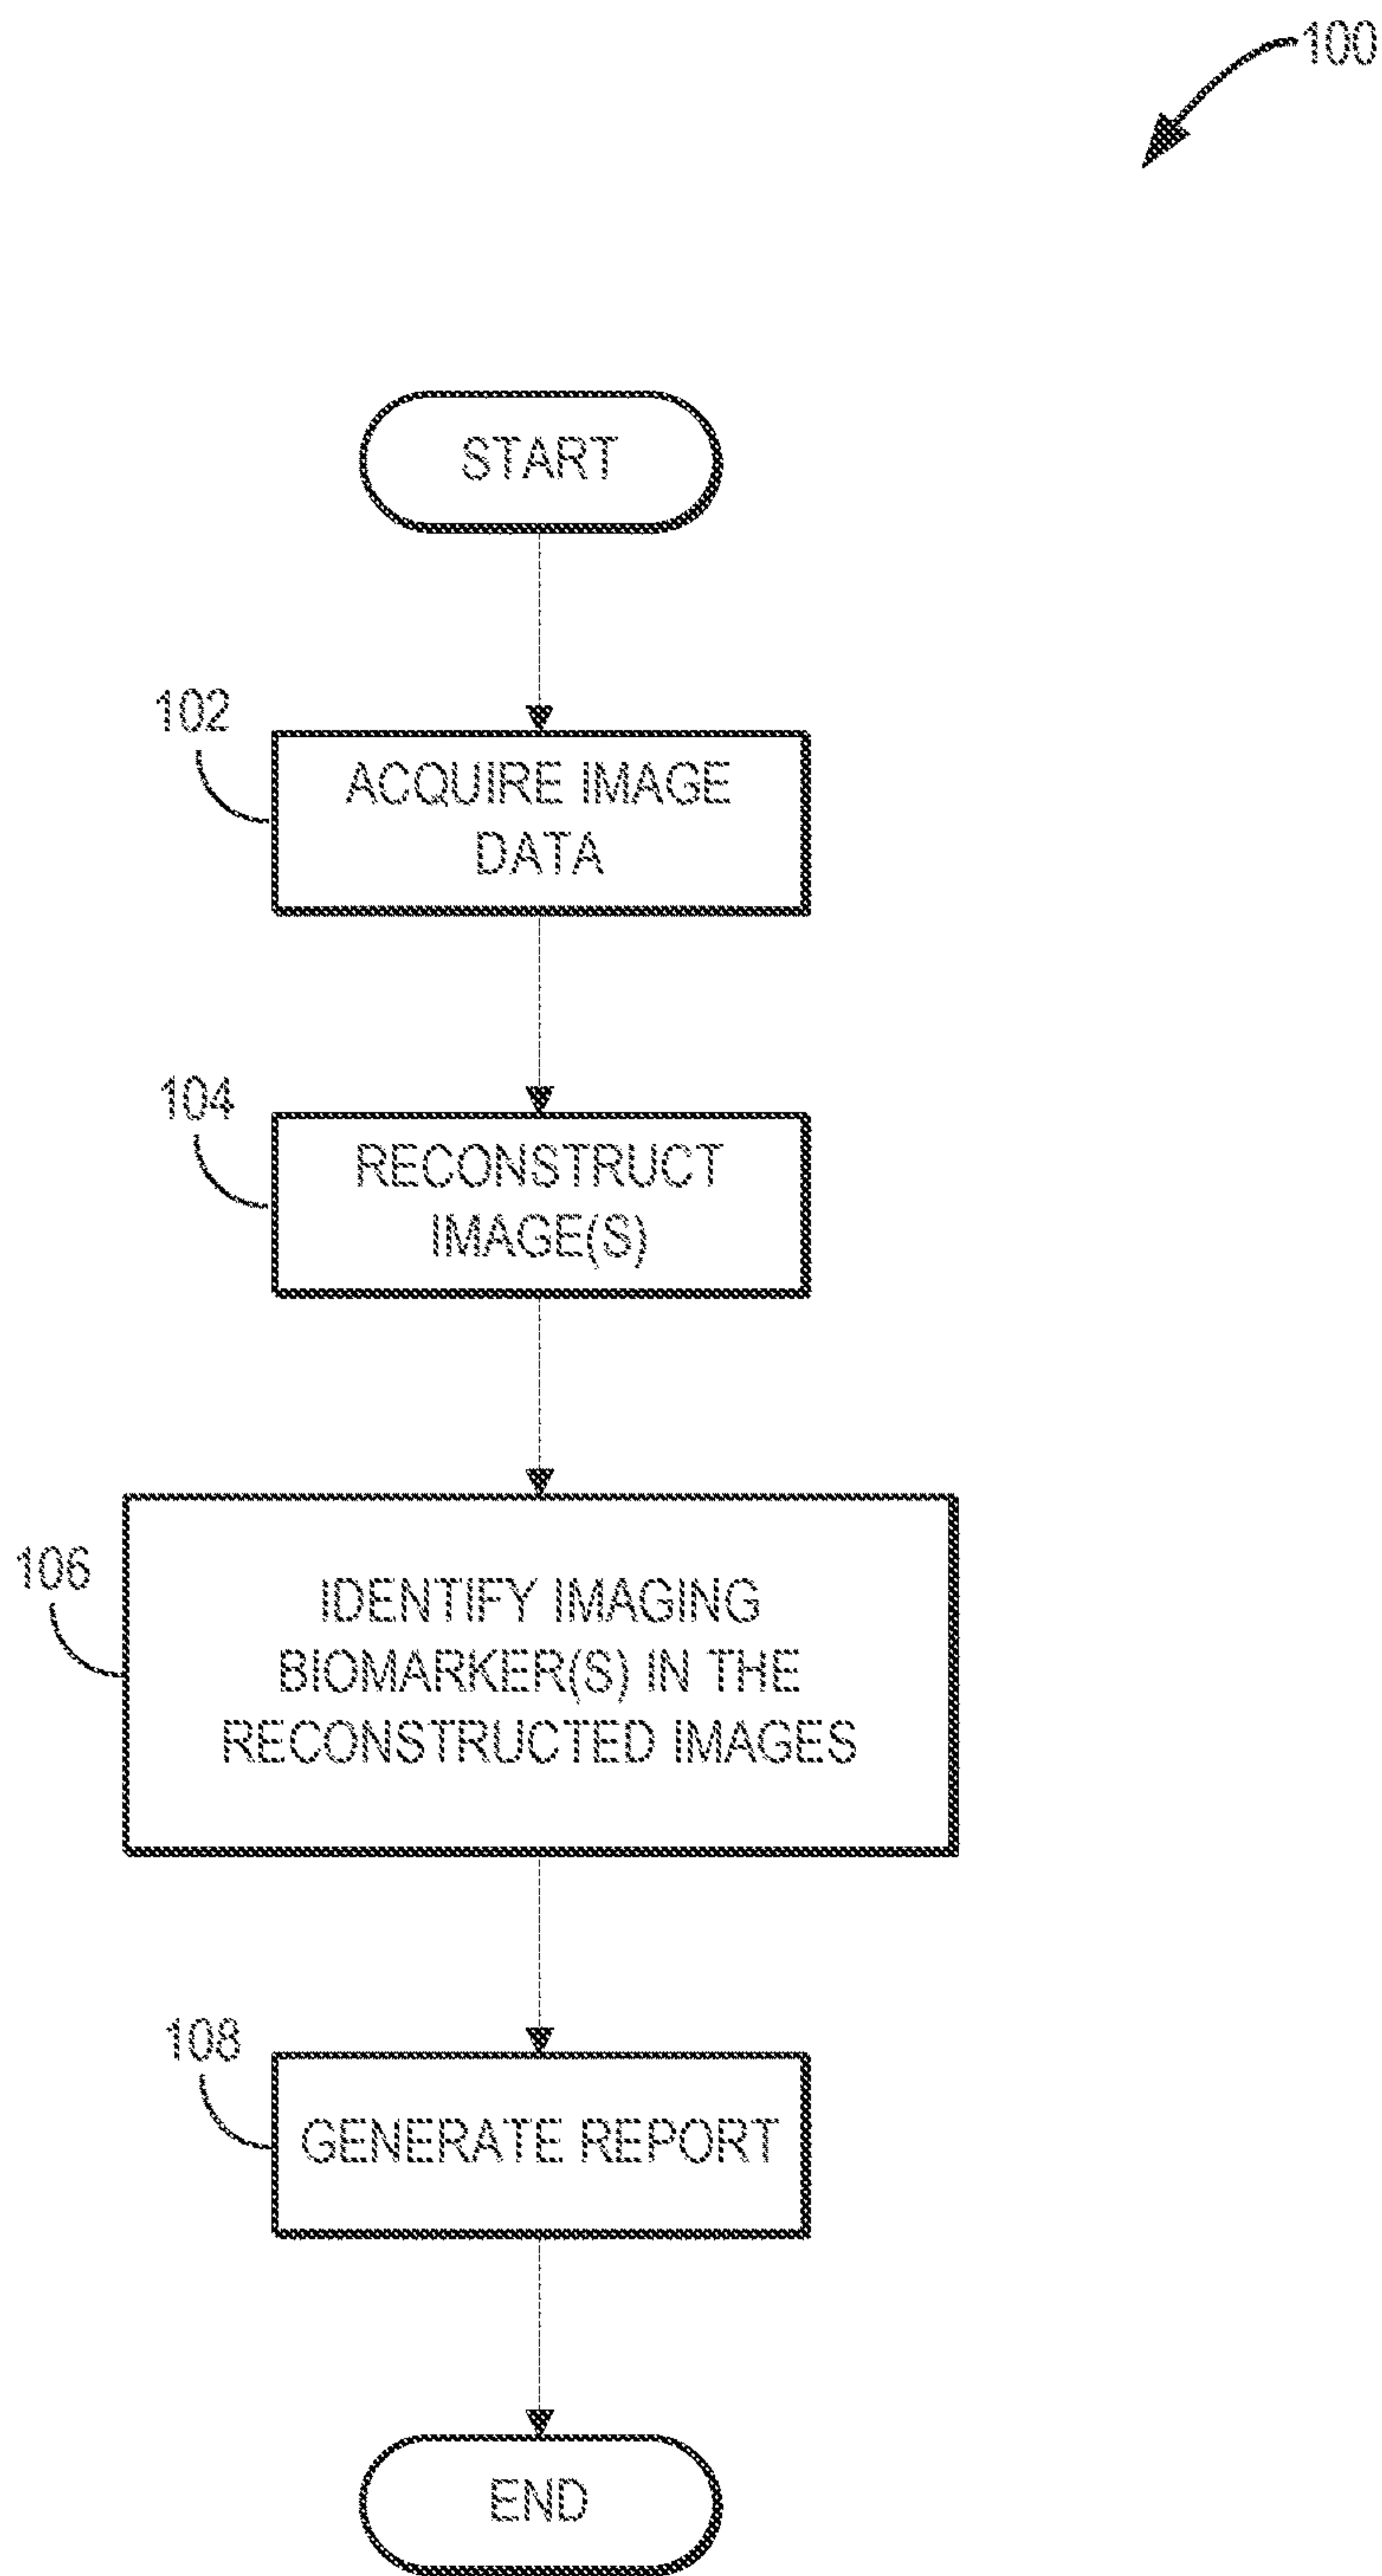 100
START
102
ACQUIRE IMAGE
DATA
104
RECONSTRUCT
IMAGE(S)
106
IDENTIFY IMAGING
BIOMARKER(S) IN THE
RECONSTRUCTED IMAGES
108
GENERATE REPORT
END